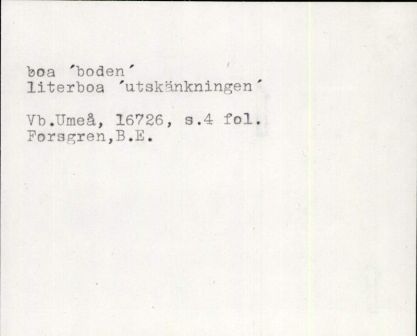 boa ´boden´
literboa ´utskänkningen´

Vb.Umeå, 16726, s.4 fol.
Forsgren,B.E.